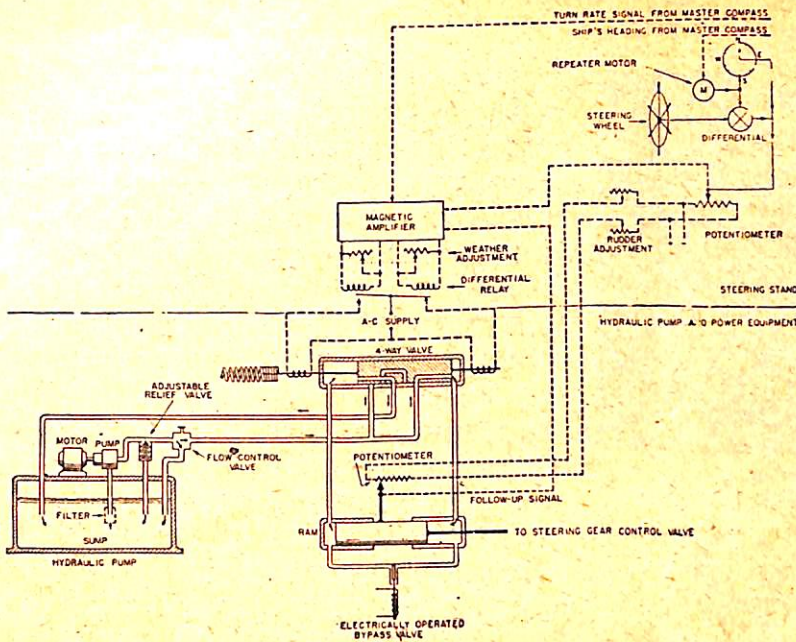 TURN RATE SIGNAL FROM MASTER COMPASS
SHIP'S HEADING FROM MASTER COMPASS
N
W
E
S
REPEATER MOTOR
M
STEERING
WHEEL
DIFFERENTIAL
MAGNETIC
AMPLIFIER
WEATHER
ADJUSTMENT
RUDDER
ADJUSTMENT
POTENTIOMETER
DIFFERENTIAL
RELAY
STEERING STAND
A-C SUPPLY
HYDRAULIC PUMP AND POWER EQUIPMENT
4-WAY VALVE
ADJUSTABLE
RELIEF VALVE
MOTOR
PUMP
FLOW CONTROL
VALVE
POTENTIOMETER
FOLLOW-UP SIGNAL
FILTER
SUMP
HYDRAULIC PUMP
RAM
TO STEERING GEAR CONTROL VALVE
ELECTRICALLY OPERATED
BYPASS VALVE